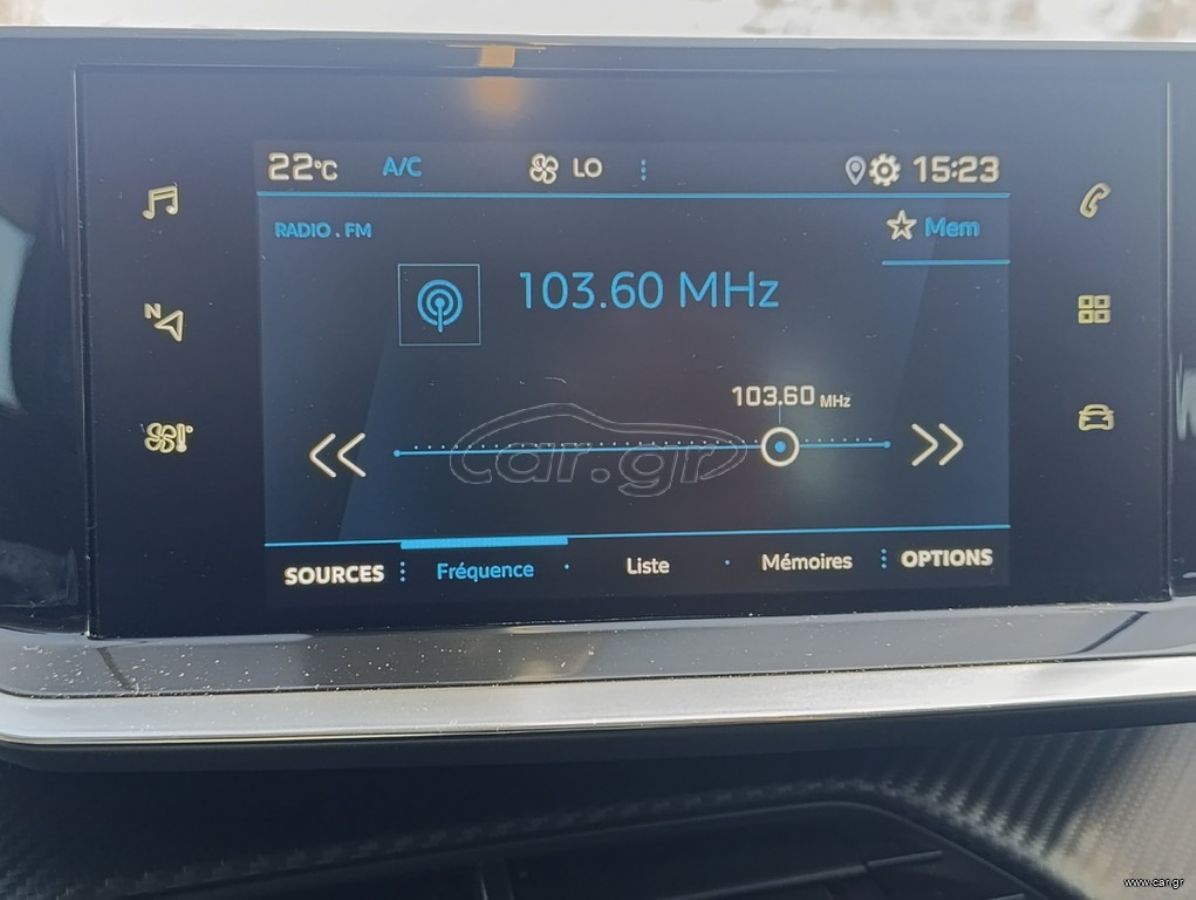 22°C A/C LO 15:23
RADIO . FM
Mem
103.60 MHz
103.60 MHz
car.gr
N
SOURCES Fréquence Liste Mémoires OPTIONS
www.car.gr